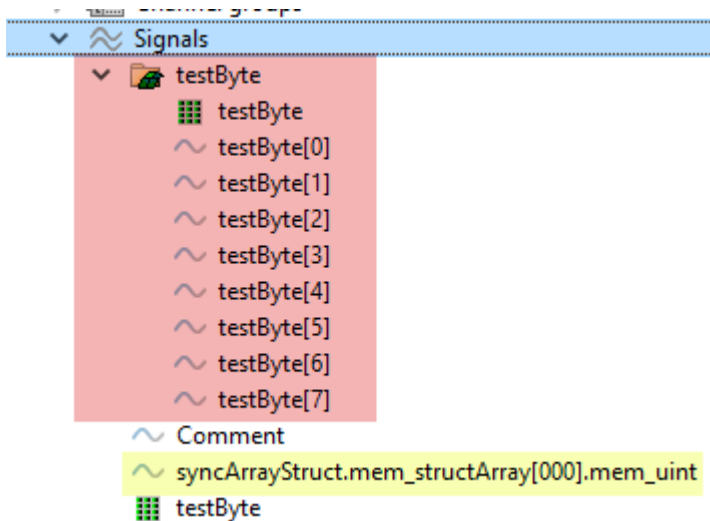 Signals
testByte
testByte
testByte[0]
testByte[1]
testByte[2]
testByte[3]
testByte[4]
testByte[5]
testByte[6]
testByte[7]
Comment
syncArrayStruct.mem_structArray[000].mem_uint
testByte